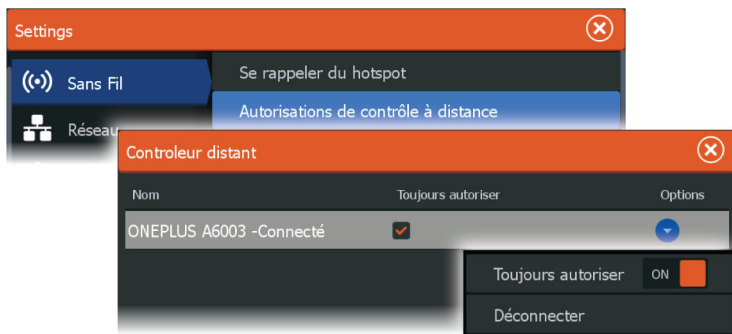 Settings
Sans Fil
Se rappeler du hotspot
Autorisations de contrôle à distance
Réseau
Controleur distant
Nom Toujours autoriser Options
ONEPLUS A6003 -Connecté
Toujours autoriser ON
Déconnecter